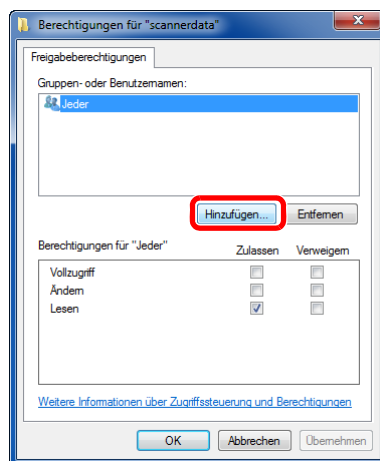 Berechtigungen für "scannerdata"
Freigabeberechtigungen
Gruppen- oder Benutzernamen:
Jeder
Hinzufügen... Entfernen
Berechtigungen für "Jeder" Zulassen Verweigern
Vollzugriff
Ändern
Lesen
Weitere Informationen über Zugriffssteuerung und Berechtigungen
OK Abbrechen Übernehmen